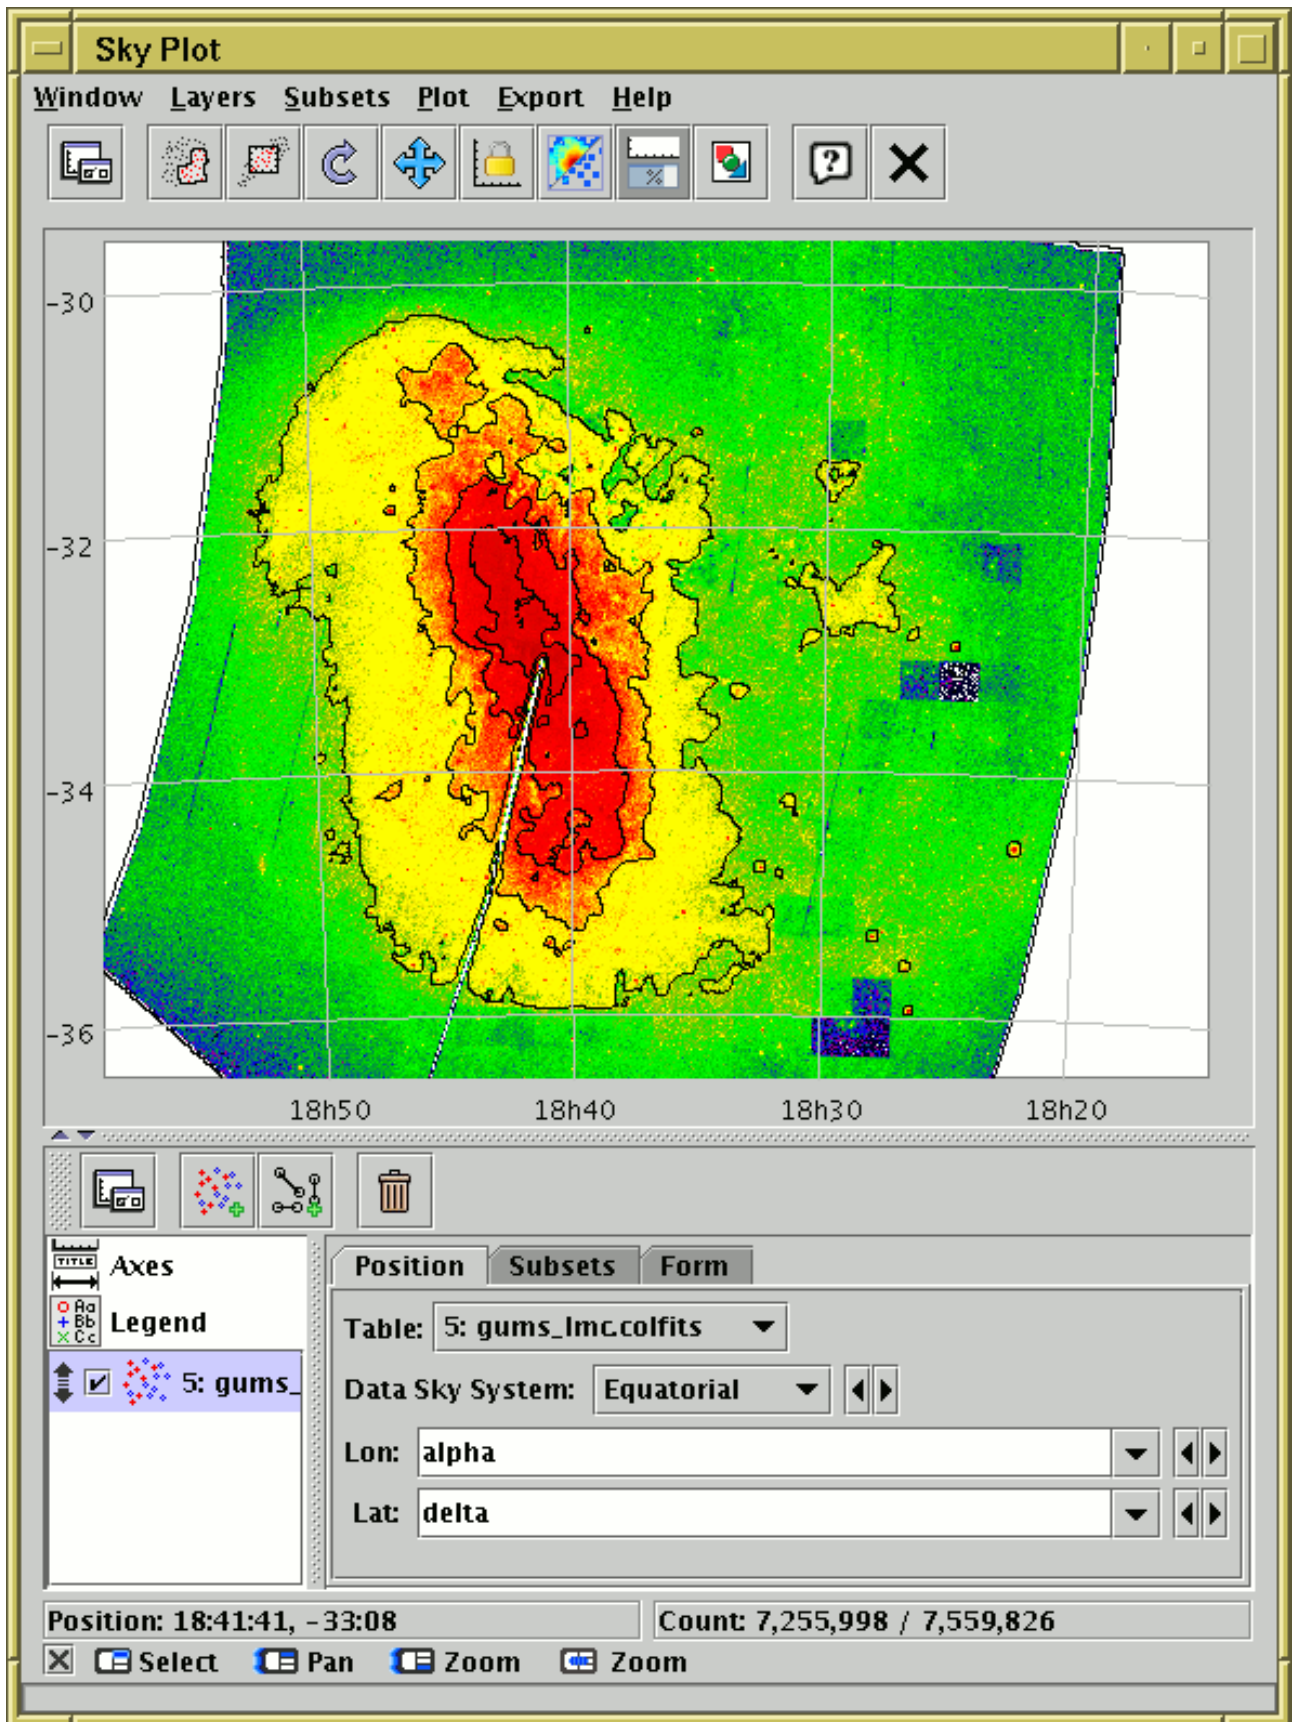 Sky Plot
Window Layers Subsets Plot Export Help
%
?
-30
-32
-34
-36
18h50 18h40 18h30 18h20
TITLE Axes
Aa
Bb Legend
Cc
5: gums_
Position Subsets Form
Table: 5: gums_lmc.colfits
Data Sky System: Equatorial
Lon: alpha
Lat: delta
Position: 18:41:41, -33:08 Count: 7,255,998 / 7,559,826
Select Pan Zoom Zoom